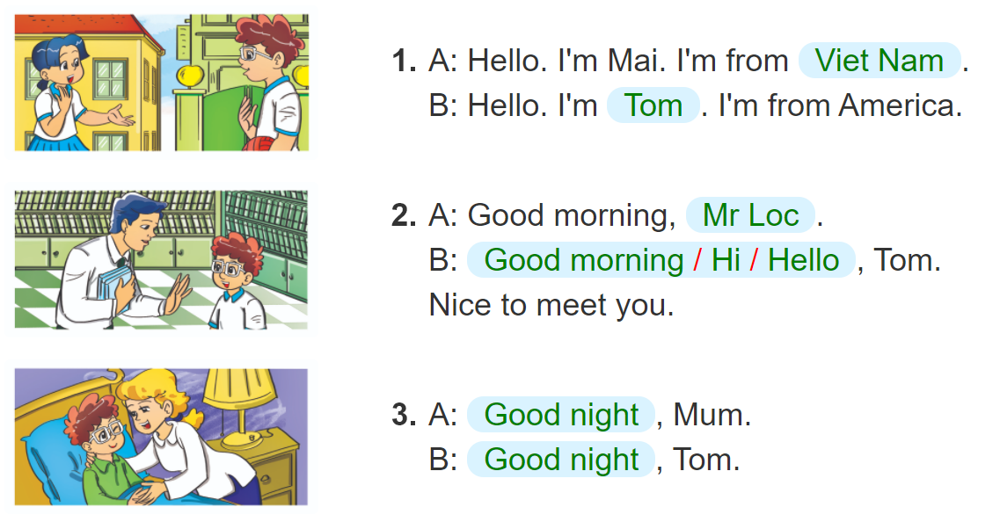 1. A: Hello. I'm Mai. I'm from Viet Nam .
B: Hello. I'm Tom . I'm from America.
2. A: Good morning, Mr Loc .
B: Good morning / Hi / Hello , Tom.
Nice to meet you.
3. A: Good night , Mum.
B: Good night , Tom.